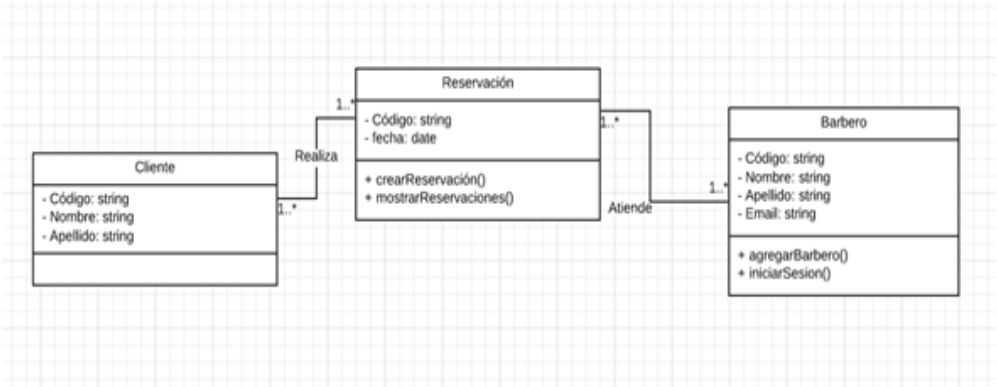 Cliente
- Código: string
- Nombre: string
- Apellido: string
1..*
Realiza
1..*
Reservación
- Código: string
- fecha: date
+ crearReservación()
+ mostrarReservaciones()
1..*
Atiende
1..*
Barbero
- Código: string
- Nombre: string
- Apellido: string
- Email: string
+ agregarBarbero()
+ iniciarSesion()